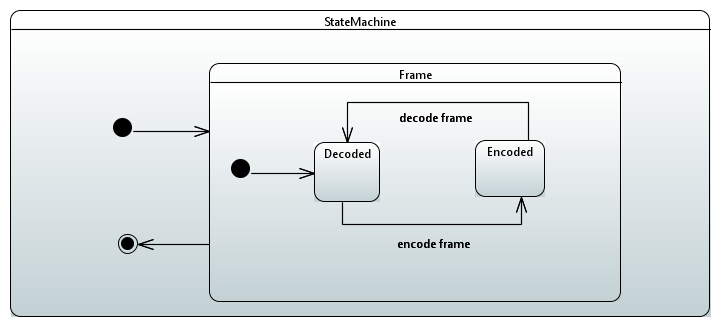 StateMachine
Frame
decode frame
Decoded
Encoded
encode frame